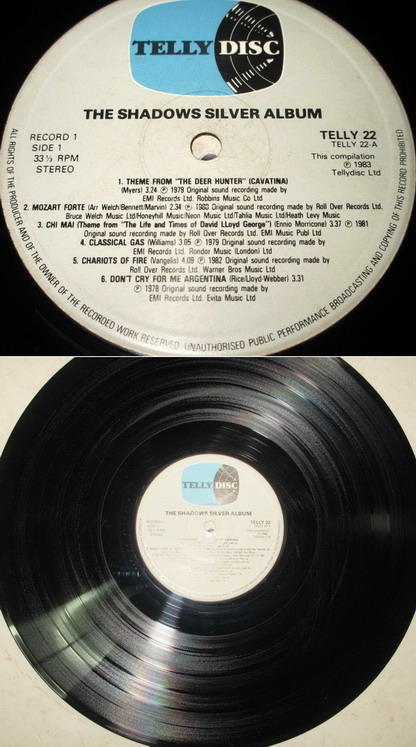 TELLY DISC
THE SHADOWS SILVER ALBUM
RECORD 1
SIDE 1
33⅓ RPM
STEREO
TELLY 22
TELLY 22-A
This compilation
℗ 1983
Tellydisc Ltd
1. THEME FROM "THE DEER HUNTER" (CAVATINA)
(Myers) 3.24 ℗ 1979 Original sound recording made by
EMI Records Ltd. Robbins Music Co Ltd
2. MOZART FORTE (Arr Welch/Bennett/Marvin) 2.34 ℗ 1980 Original sound recording made by Roll Over Records Ltd.
Bruce Welch Music Ltd/Honeyhill Music/Neon Music Ltd/Tahlia Music Ltd/Heath Levy Music
3. CHI MAI (Theme from "The Life and Times of David LLoyd George") (Ennio Morricone) 3.37 ℗ 1981
Original sound recording made by Roll Over Records Ltd. EMI Music Publ Ltd
4. CLASSICAL GAS (Williams) 3.05 ℗ 1979 Original sound recording made by
EMI Records Ltd. Rondor Music (London) Ltd
5. CHARIOTS OF FIRE (Vangelis) 4.09 ℗ 1982 Original sound recording made by
Roll Over Records Ltd. Warner Bros Music Ltd
6. DON'T CRY FOR ME ARGENTINA (Rice/Lloyd-Webber) 3.31
℗ 1978 Original sound recording made by
EMI Records Ltd. Evita Music Ltd
ALL RIGHTS OF THE PRODUCER AND OF THE OWNER OF THE RECORDED WORK RESERVED UNAUTHORISED PUBLIC PERFORMANCE BROADCASTING AND COPYING OF THIS RECORD PROHIBITED
TELLY DISC
THE SHADOWS SILVER ALBUM
TELLY 22